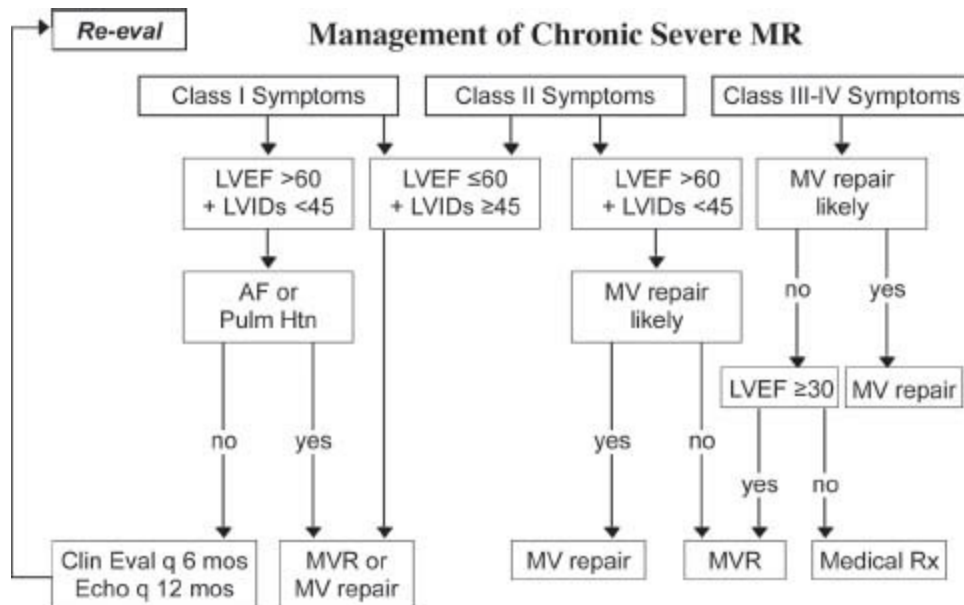 Re-eval
Management of Chronic Severe MR
Class I Symptoms
Class II Symptoms
Class III-IV Symptoms
LVEF >60
+ LVIDs <45
LVEF ≤60
+ LVIDs ≥45
LVEF >60
+ LVIDs <45
MV repair
likely
AF or
Pulm Htn
MV repair
likely
no
yes
LVEF ≥30
MV repair
no
yes
yes
no
yes
no
Clin Eval q 6 mos
Echo q 12 mos
MVR or
MV repair
MV repair
MVR
Medical Rx